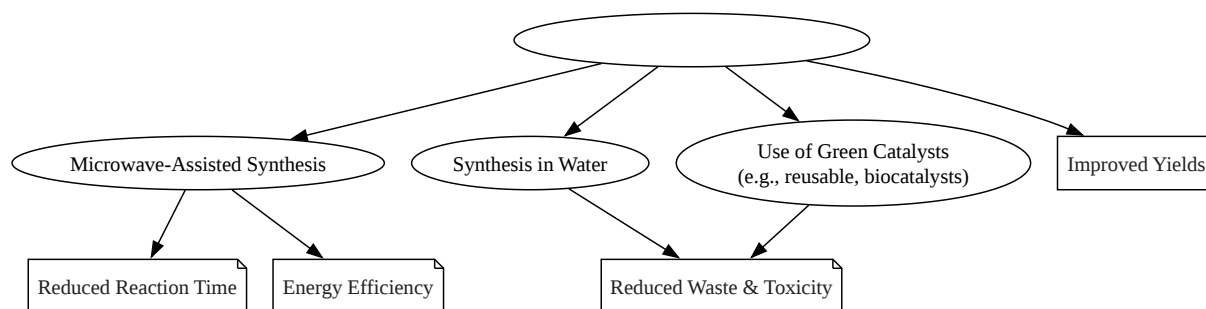 Microwave-Assisted Synthesis
Synthesis in Water
Use of Green Catalysts
(e.g., reusable, biocatalysts)
Improved Yields
Reduced Reaction Time
Energy Efficiency
Reduced Waste & Toxicity